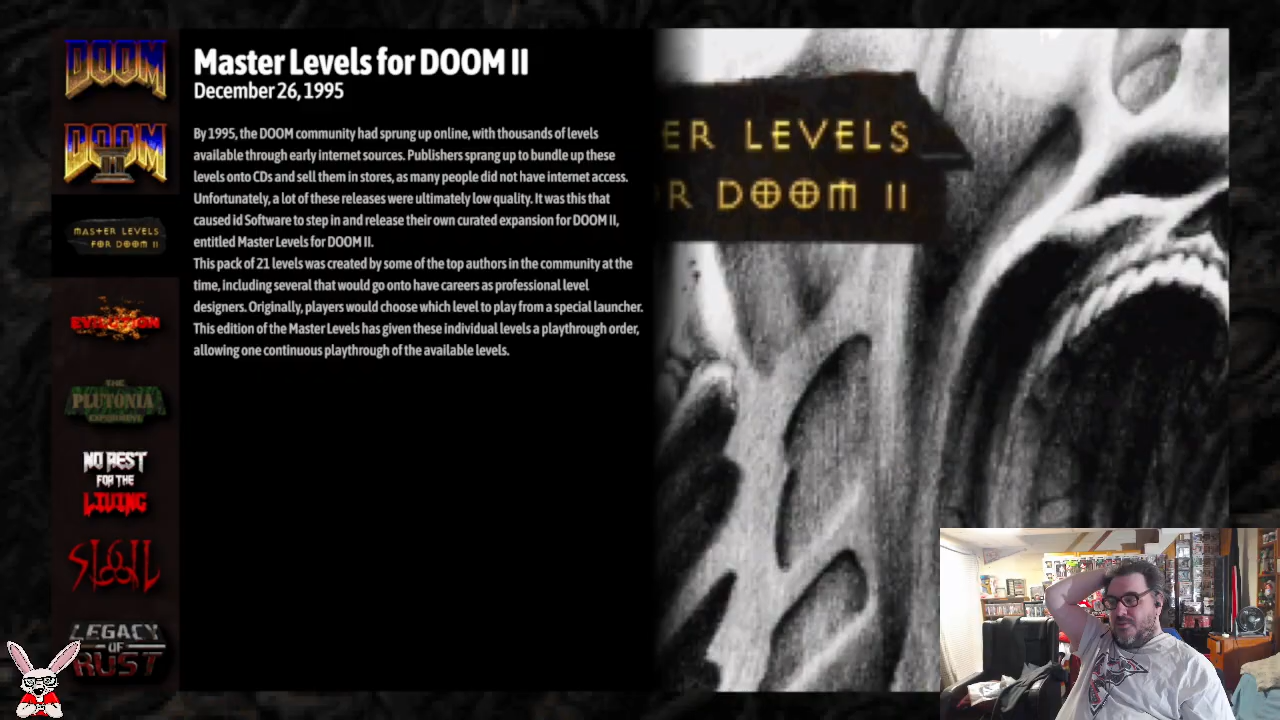 DOOM
DOOM
II
MASTER LEVELS
FOR DOOM II
EVILUTION
THE
PLUTONIA
EXPERIMENT
NO REST
FOR THE
LIVING
SIGIL
LEGACY
OF
RUST
Master Levels for DOOM II
December 26, 1995
By 1995, the DOOM community had sprung up online, with thousands of levels
available through early internet sources. Publishers sprang up to bundle up these
levels onto CDs and sell them in stores, as many people did not have internet access.
Unfortunately, a lot of these releases were ultimately low quality. It was this that
caused id Software to step in and release their own curated expansion for DOOM II,
entitled Master Levels for DOOM II.
This pack of 21 levels was created by some of the top authors in the community at the
time, including several that would go onto have careers as professional level
designers. Originally, players would choose which level to play from a special launcher.
This edition of the Master Levels has given these individual levels a playthrough order,
allowing one continuous playthrough of the available levels.
ER LEVELS
R DOOM II